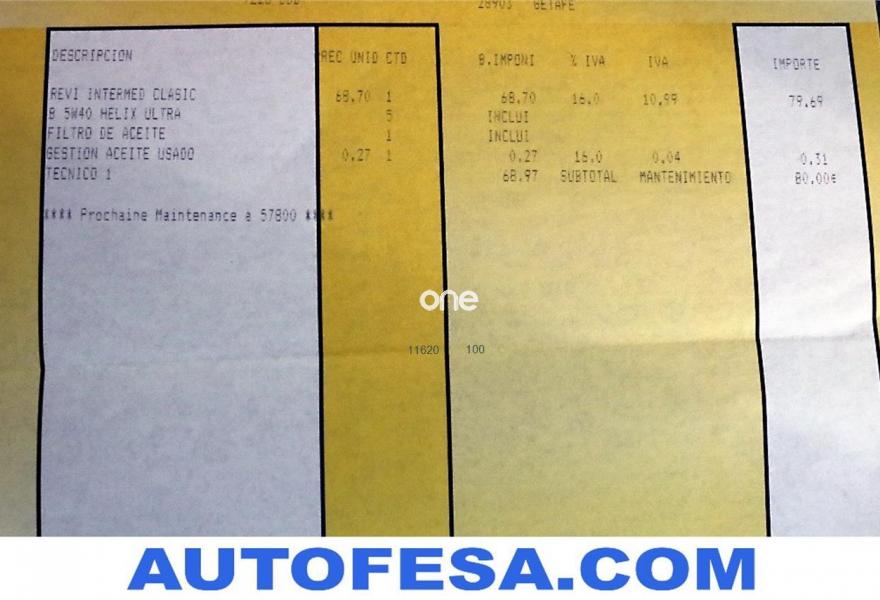 28903 GETAFE
DESCRIPCION PREC UNID CTD B.IMPONI % IVA IVA IMPORTE
REVI INTERMED CLASIC 68,70 1 68.70 16.0 10,99 79,69
8 5W40 HELIX ULTRA 5 INCLUI
FILTRO DE ACEITE 1 INCLUI
GESTION ACEITE USADO 0,27 1 0.27 16.0 0.04 0.31
TECNICO 1 68.97 SUBTOTAL MANTENIMIENTO 80.00€
**** Prochaine Maintenance a 57800 ****
one
11620 100
AUTOFESA.COM